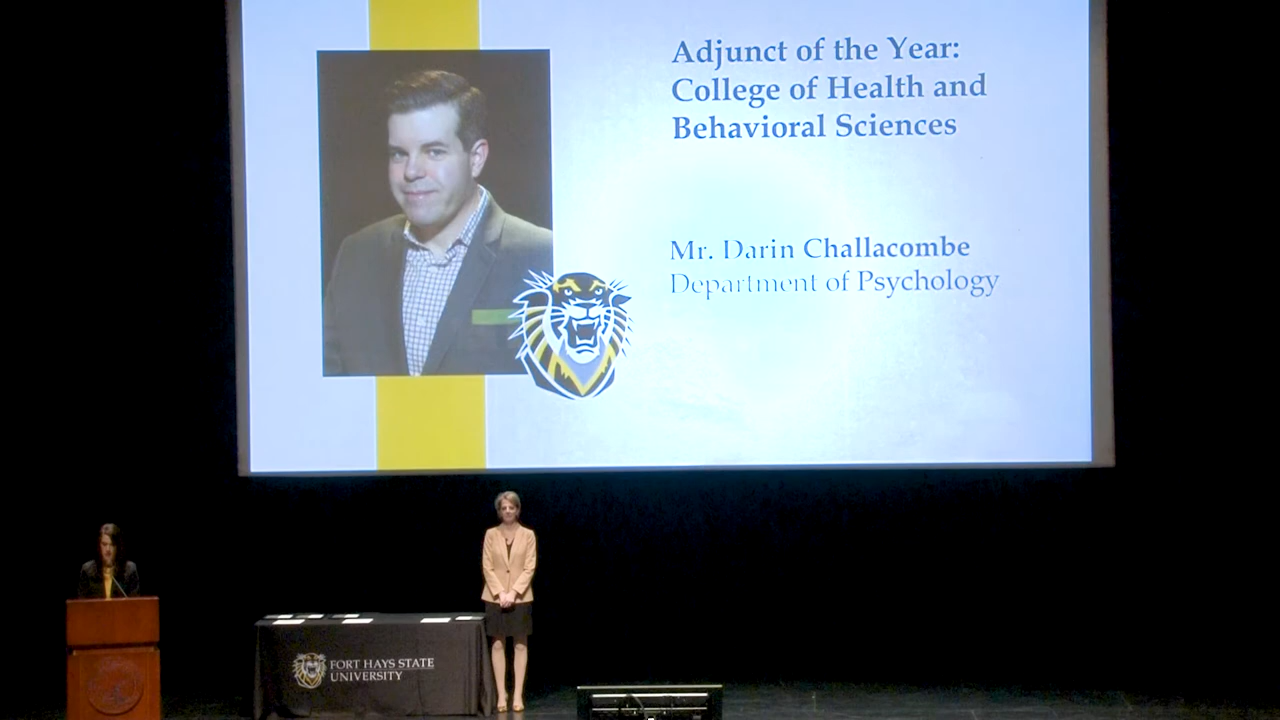 Adjunct of the Year:
College of Health and
Behavioral Sciences
Mr. Darin Challacombe
Department of Psychology
FORT HAYS STATE
UNIVERSITY